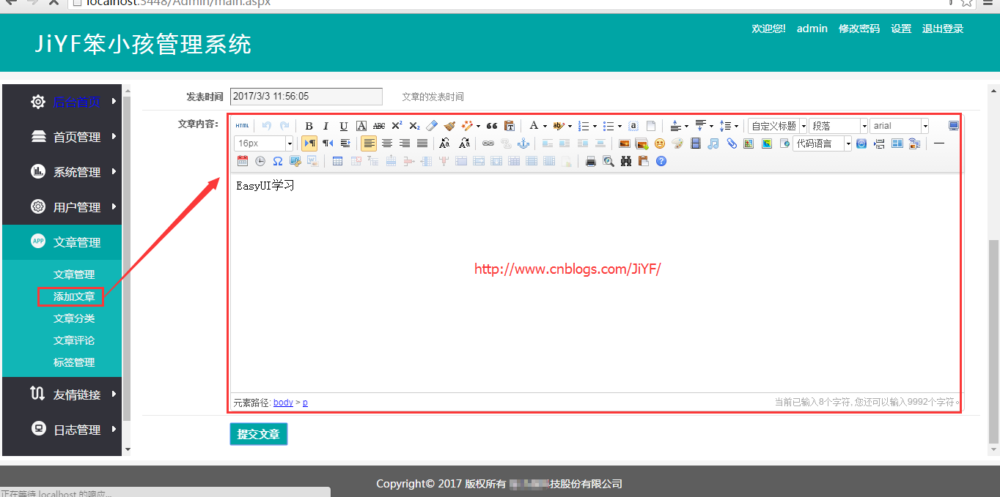 localhost:3448/Admin/main.aspx
JiYF笨小孩管理系统
欢迎您! admin 修改密码 设置 退出登录
后台首页
首页管理
系统管理
用户管理
APP 文章管理
文章管理
添加文章
文章分类
文章评论
标签管理
友情链接
日志管理
发表时间 2017/3/3 11:56:05 文章的发表时间
文章内容:
HTML B I U A ABC X² X₂ A ab a 自定义标题 段落 arial
16px 代码语言
EasyUI学习
http://www.cnblogs.com/JiYF/
元素路径: body > p
当前已输入8个字符, 您还可以输入9992个字符。
提交文章
Copyright© 2017 版权所有 技股份有限公司
正在等待 localhost 的响应...